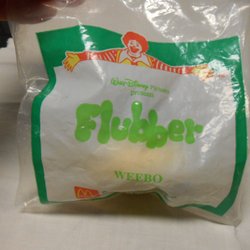 Walt Disney Pictures
presents
Flubber
WEEBO